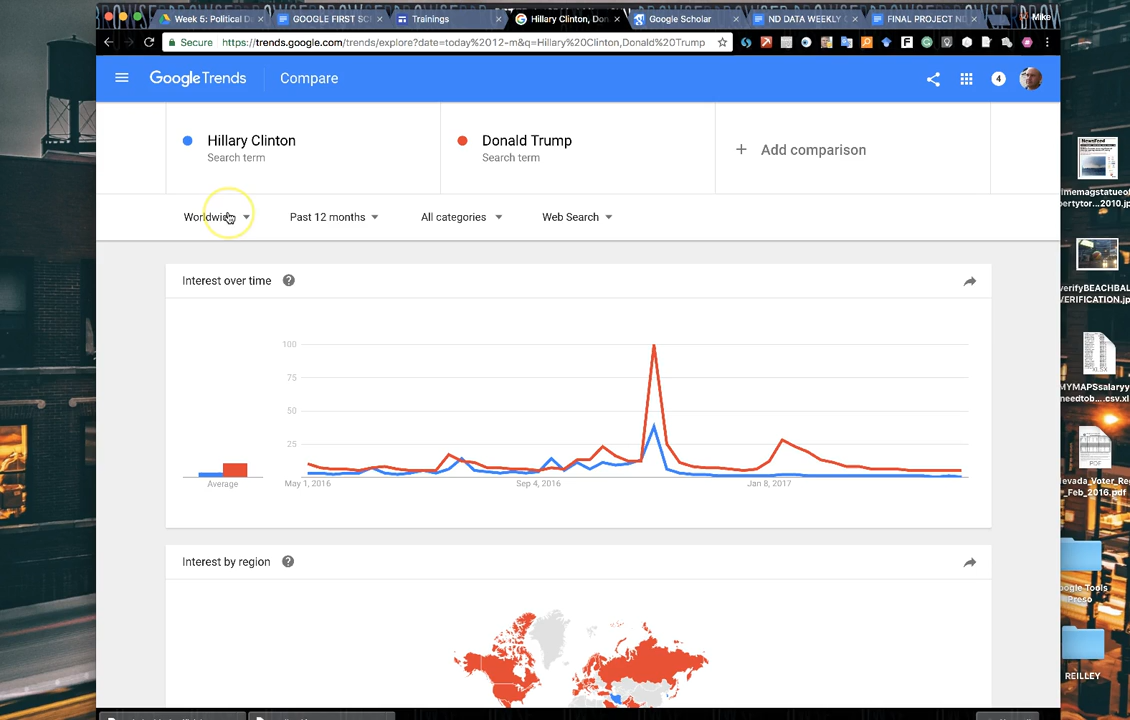 Week 5: Political D
GOOGLE FIRST SC
Trainings
Hillary Clinton, Don
Google Scholar
ND DATA WEEKLY
FINAL PROJECT ND
Mike
Secure https://trends.google.com/trends/explore?date=today%2012-m&q=Hillary%20Clinton,Donald%20Trump
Google Trends Compare
4
Hillary Clinton
Search term
Donald Trump
Search term
+ Add comparison
Worldwide
Past 12 months
All categories
Web Search
Interest over time
100
75
50
25
Average
May 1, 2016
Sep 4, 2016
Jan 8, 2017
Interest by region
XLSX
PDF
REILLEY